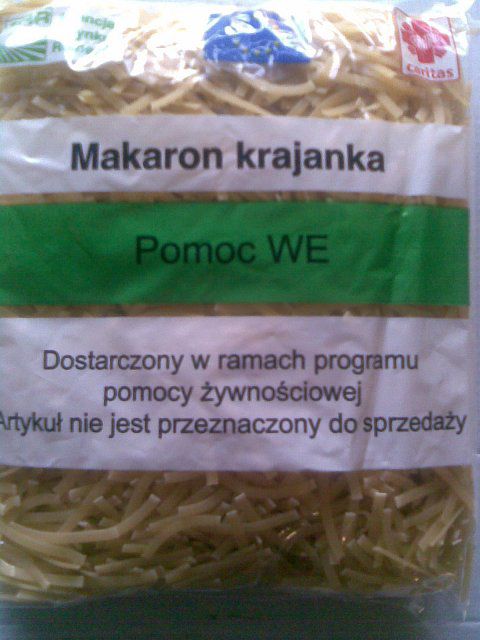 Caritas
Makaron krajanka
Pomoc WE
Dostarczony w ramach programu
pomocy żywnościowej
Artykuł nie jest przeznaczony do sprzedaży